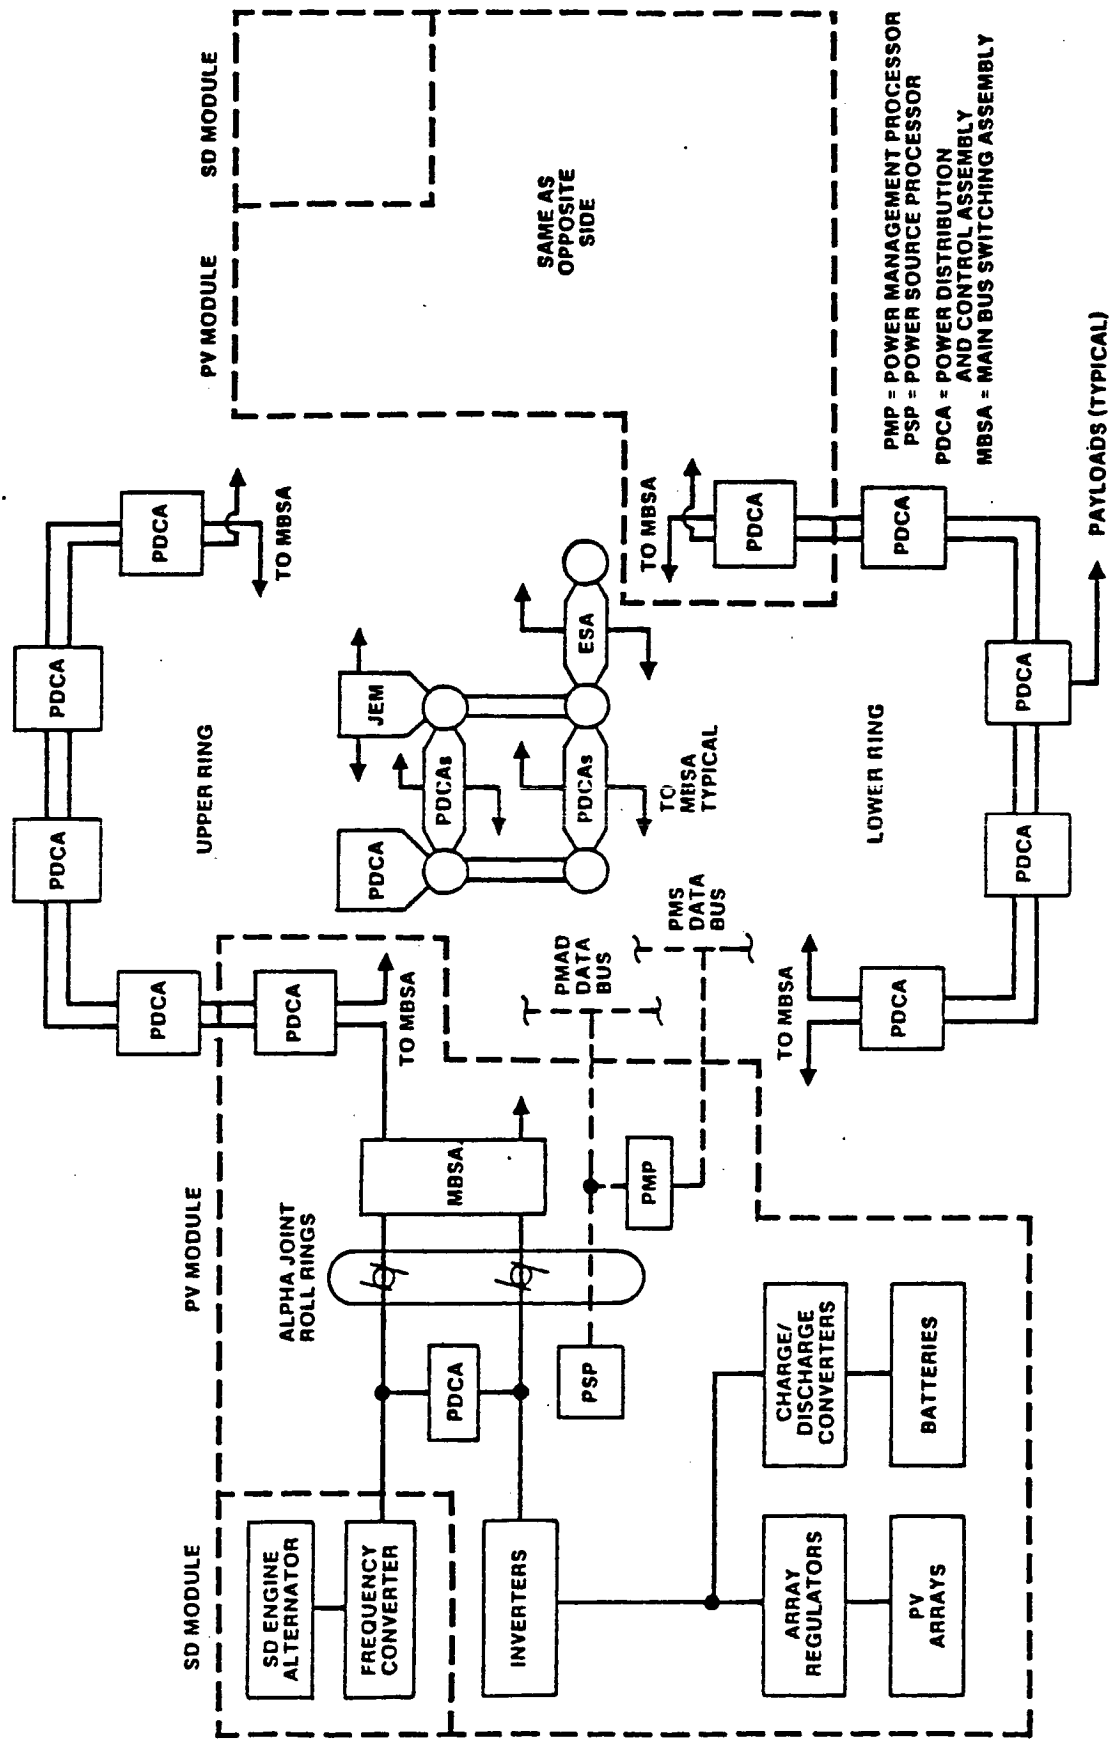 SD MODULE
PV MODULE
PV MODULE
SD MODULE
SD ENGINE
ALTERNATOR
FREQUENCY
CONVERTER
INVERTERS
ARRAY
REGULATORS
PV
ARRAYS
CHARGE/
DISCHARGE
CONVERTERS
BATTERIES
PDCA
PSP
ALPHA JOINT
ROLL RINGS
MBSA
PMP
PDCA
TO MBSA
PMAD
DATA
BUS
PMS
DATA
BUS
UPPER RING
PDCA
PDCA
PDCA
PDCA
TO MBSA
PDCA
PDCAs
JEM
PDCAs
ESA
TO
MBSA
TYPICAL
LOWER RING
TO MBSA
PDCA
PDCA
PDCA
PDCA
PDCA
TO MBSA
SAME AS
OPPOSITE
SIDE
PAYLOADS (TYPICAL)
PMP = POWER MANAGEMENT PROCESSOR
PSP = POWER SOURCE PROCESSOR
PDCA = POWER DISTRIBUTION
AND CONTROL ASSEMBLY
MBSA = MAIN BUS SWITCHING ASSEMBLY